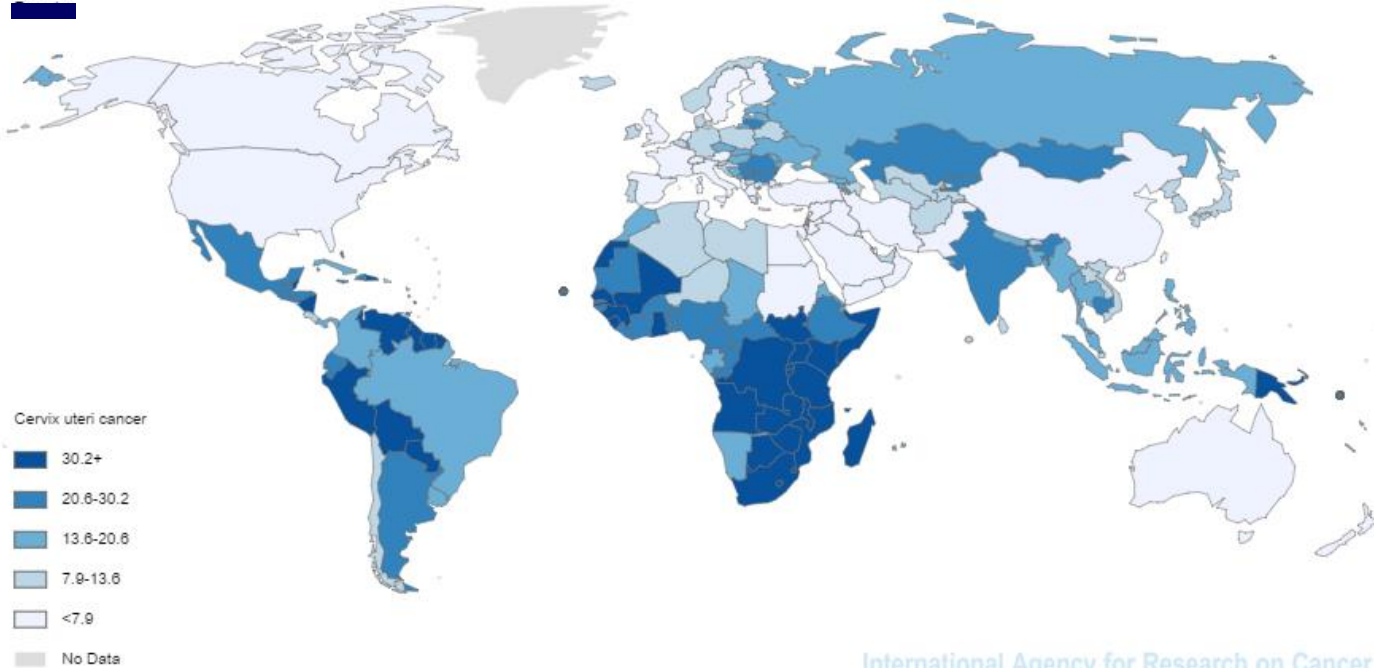 Cervix uteri cancer
30.2+
20.6-30.2
13.6-20.6
7.9-13.6
<7.9
No Data
International Agency for Research on Cancer